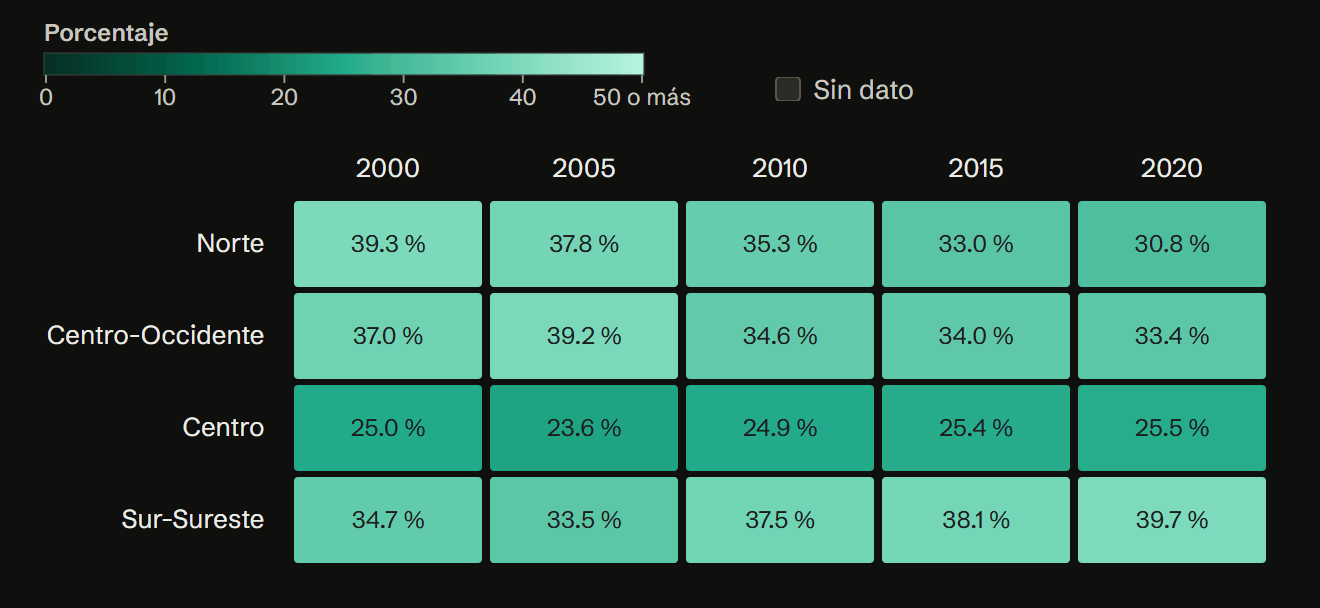 Porcentaje
0 10 20 30 40 50 o más
Sin dato
2000 2005 2010 2015 2020
Norte 39.3 % 37.8 % 35.3 % 33.0 % 30.8 %
Centro-Occidente 37.0 % 39.2 % 34.6 % 34.0 % 33.4 %
Centro 25.0 % 23.6 % 24.9 % 25.4 % 25.5 %
Sur-Sureste 34.7 % 33.5 % 37.5 % 38.1 % 39.7 %